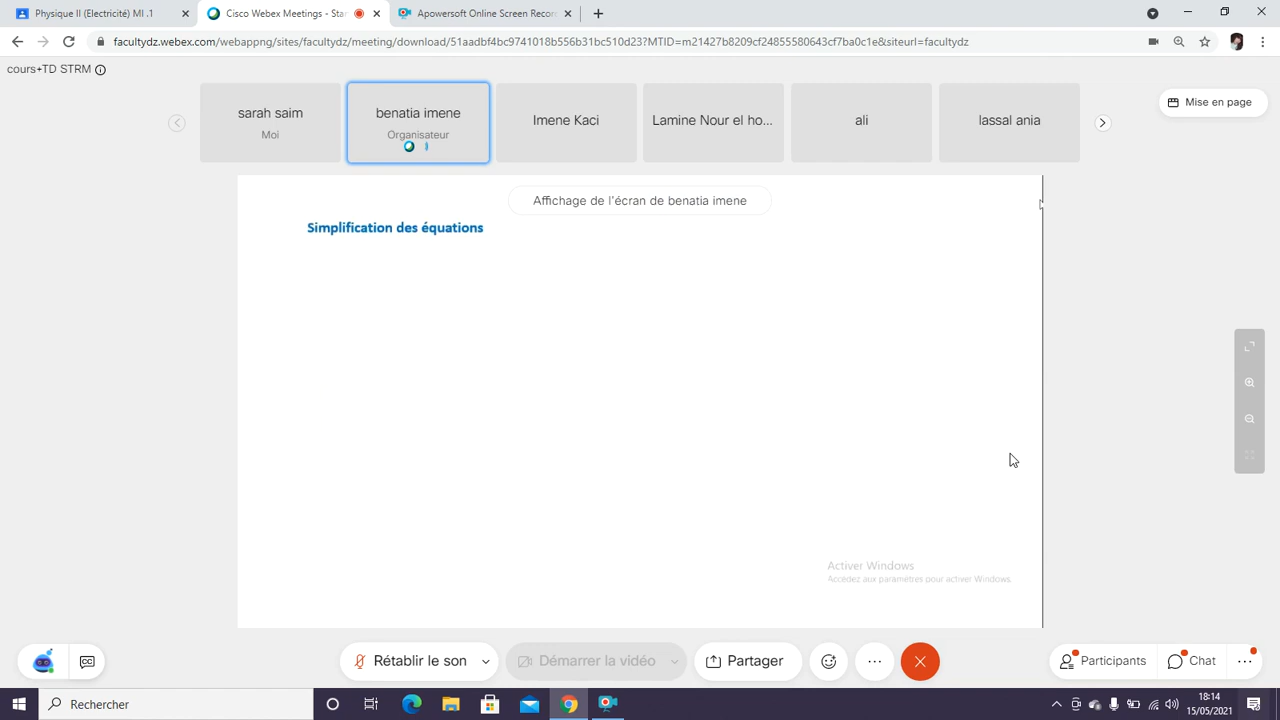 Physique II (Electricité) MI .1
Cisco Webex Meetings - Star
Apowersoft Online Screen Record
facultydz.webex.com/webappng/sites/facultydz/meeting/download/51aadbf4bc9741018b556b31bc510d23?MTID=m21427b8209cf24855580643cf7ba0c1e&siteurl=facultydz
cours+TD STRM
sarah saim
Moi
benatia imene
Organisateur
Imene Kaci
Lamine Nour el ho...
ali
lassal ania
Mise en page
Affichage de l'écran de benatia imene
Simplification des équations
Activer Windows
Accédez aux paramètres pour activer Windows.
Rétablir le son
Démarrer la vidéo
Partager
Participants
Chat
Rechercher
18:14
15/05/2021